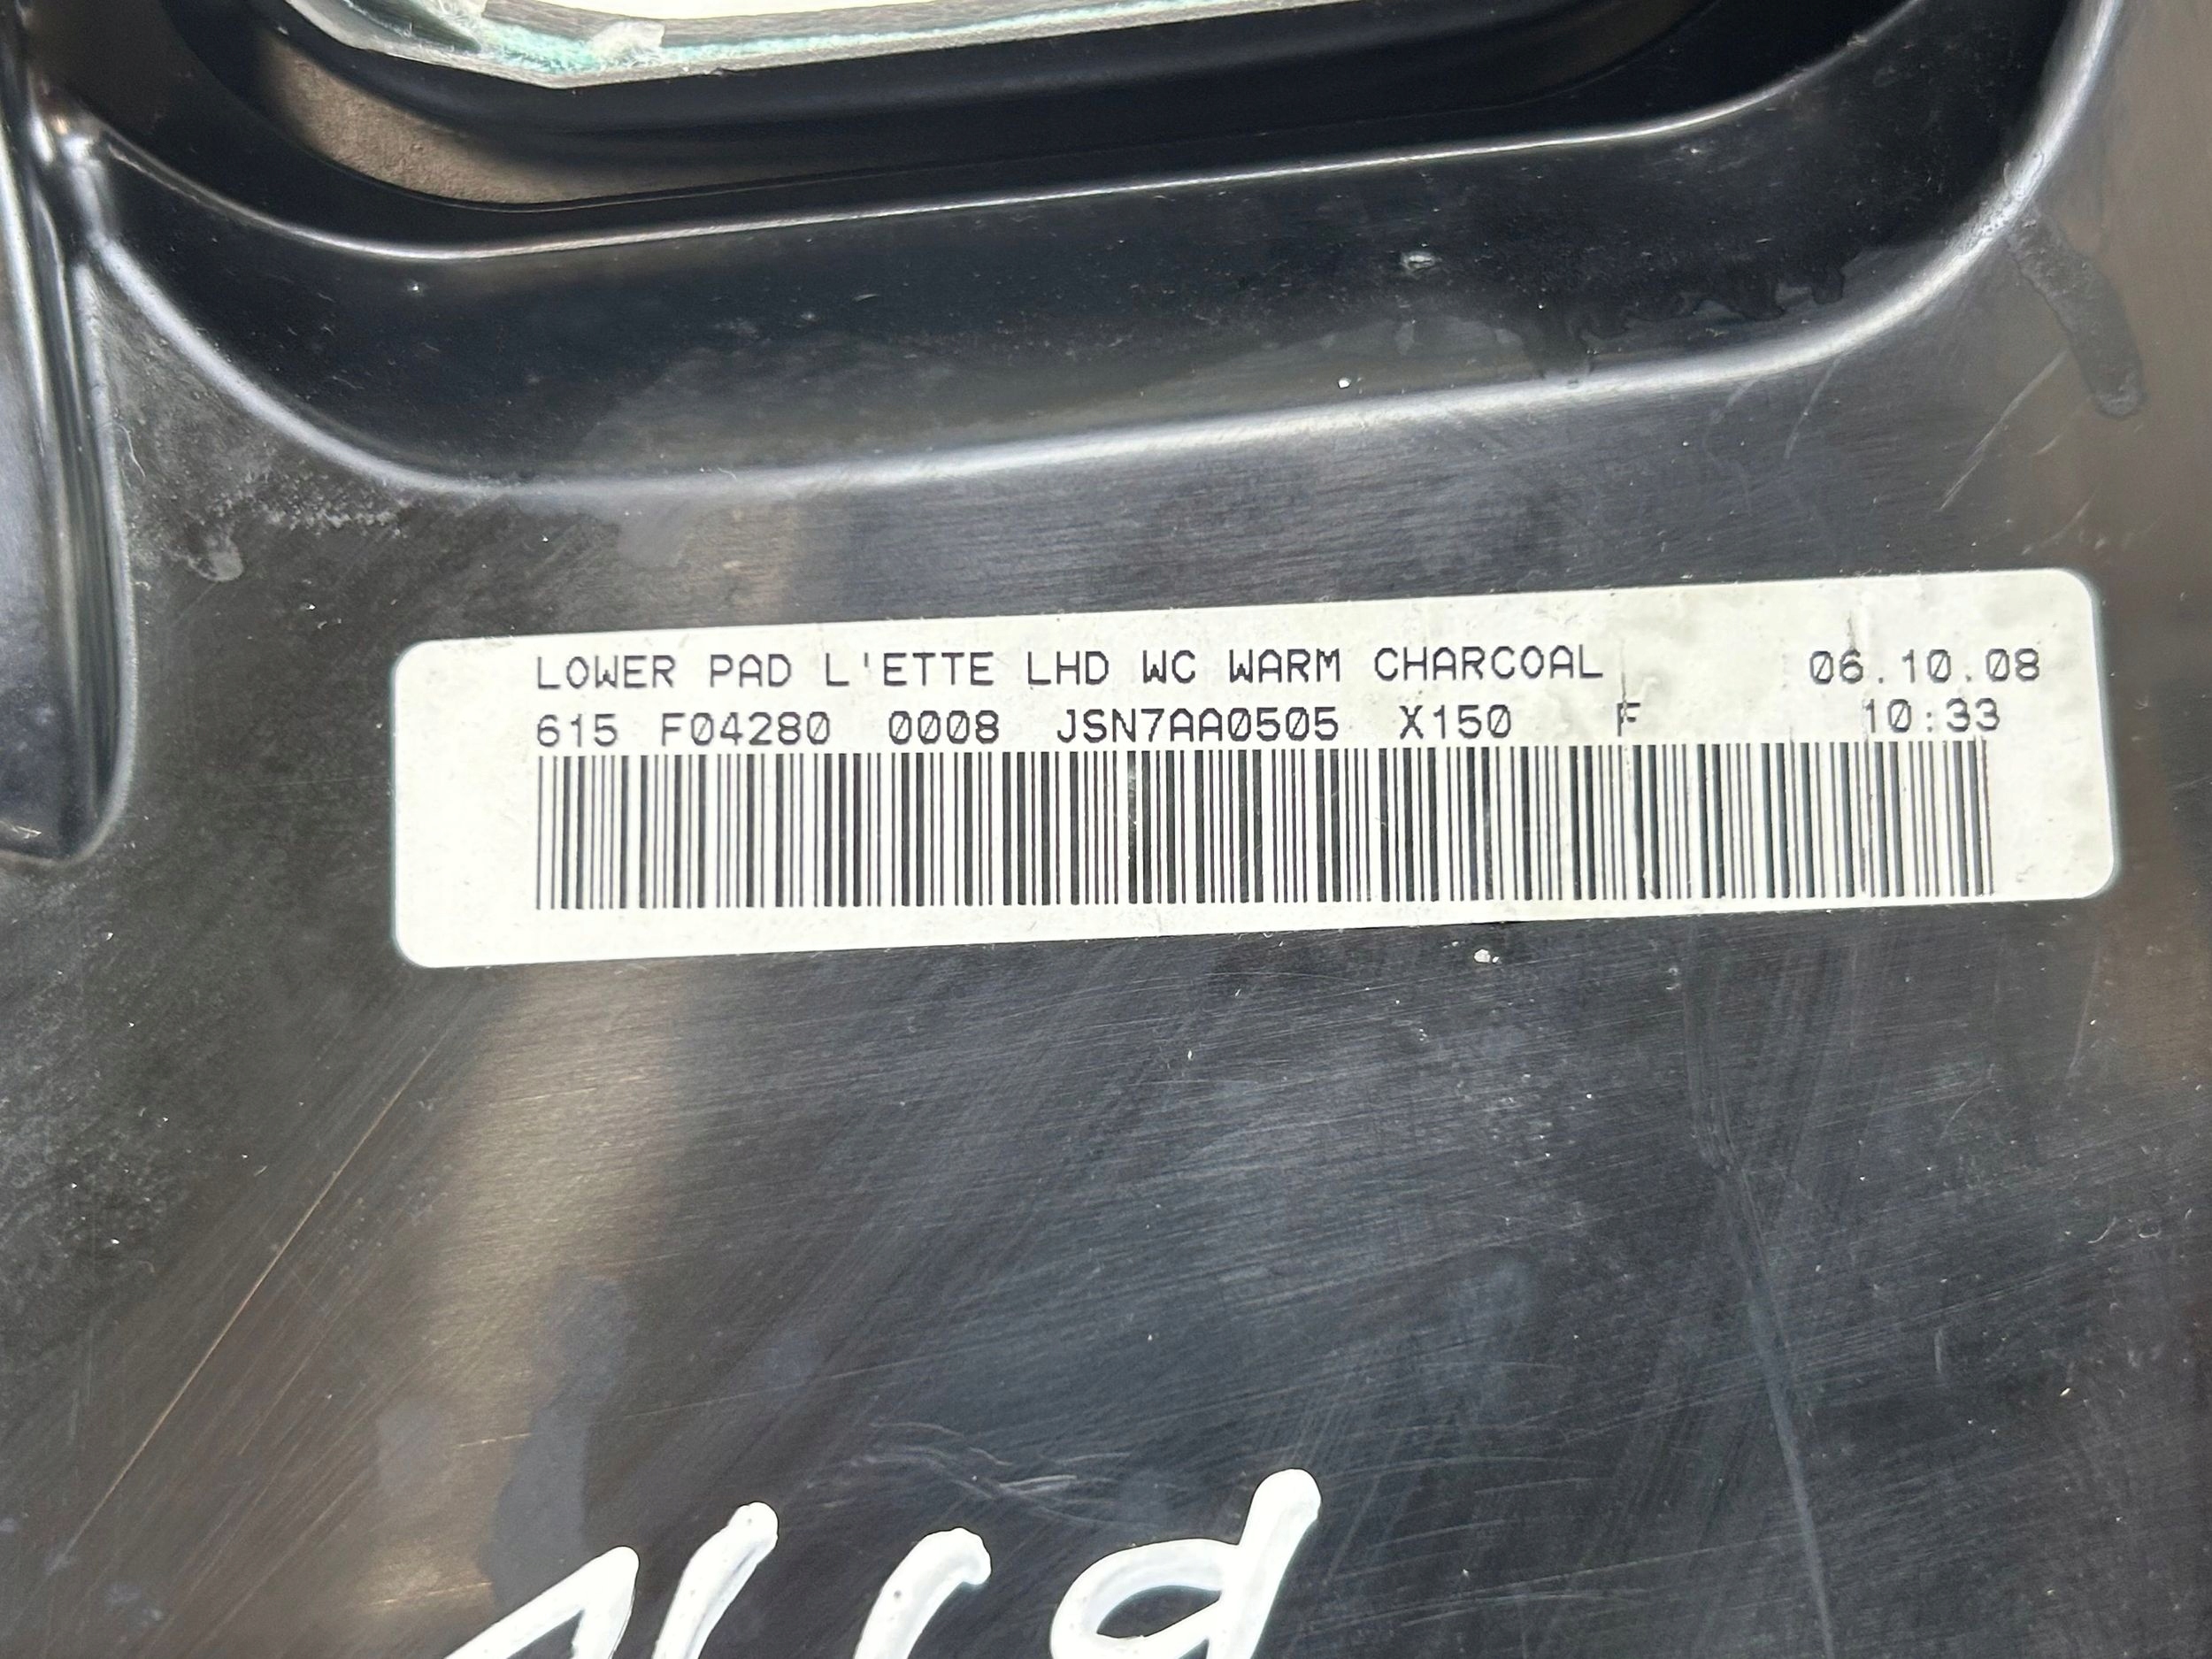 LOWER PAD L'ETTE LHD WC WARM CHARCOAL 06.10.08
615 F04280 0008 JSN7AA0505 X150 F 10:33